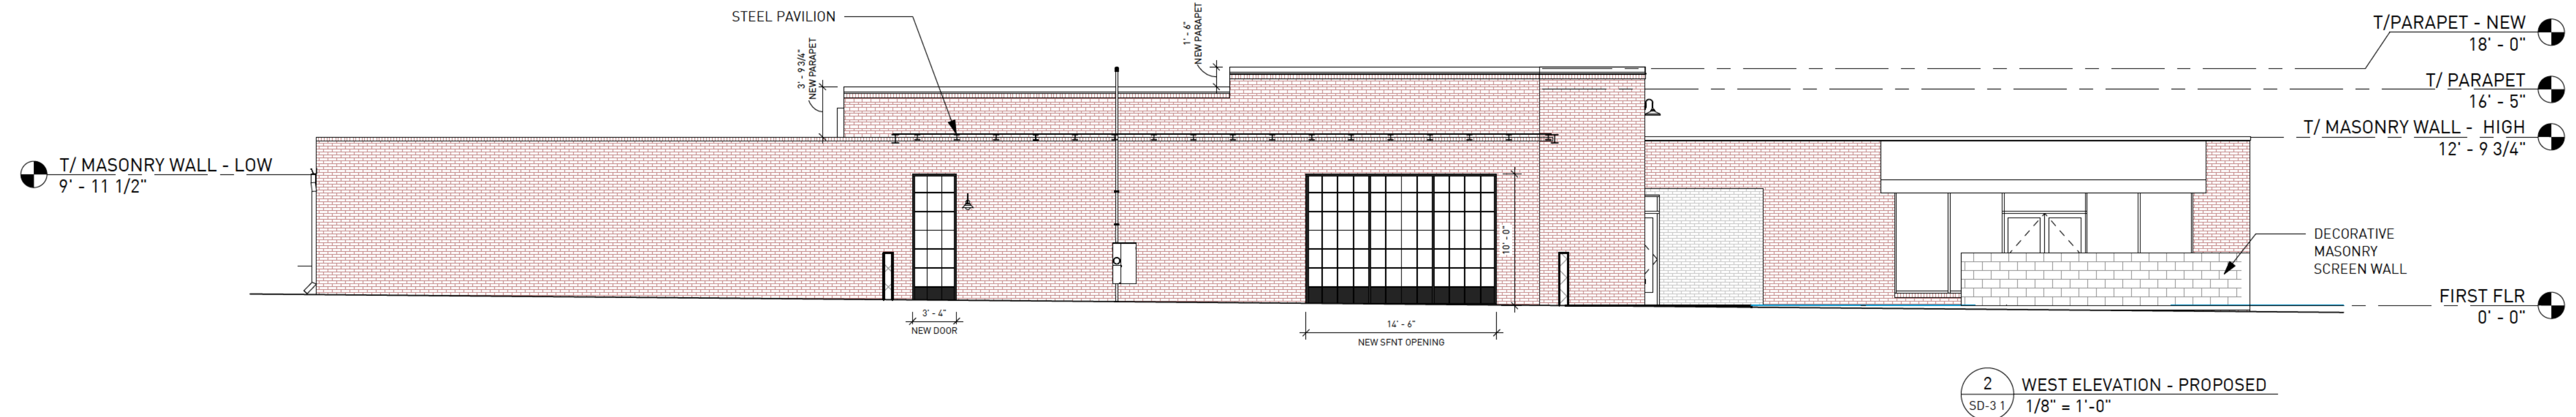 STEEL PAVILION
3' - 9 3/4"
NEW PARAPET
1' - 6"
NEW PARAPET
T/PARAPET - NEW
18' - 0"
T/ PARAPET
16' - 5"
T/ MASONRY WALL - HIGH
12' - 9 3/4"
T/ MASONRY WALL - LOW
9' - 11 1/2"
10' - 0"
DECORATIVE
MASONRY
SCREEN WALL
FIRST FLR
0' - 0"
3' - 4"
NEW DOOR
14' - 6"
NEW SFNT OPENING
2
SD-3 1
WEST ELEVATION - PROPOSED
1/8" = 1'-0"